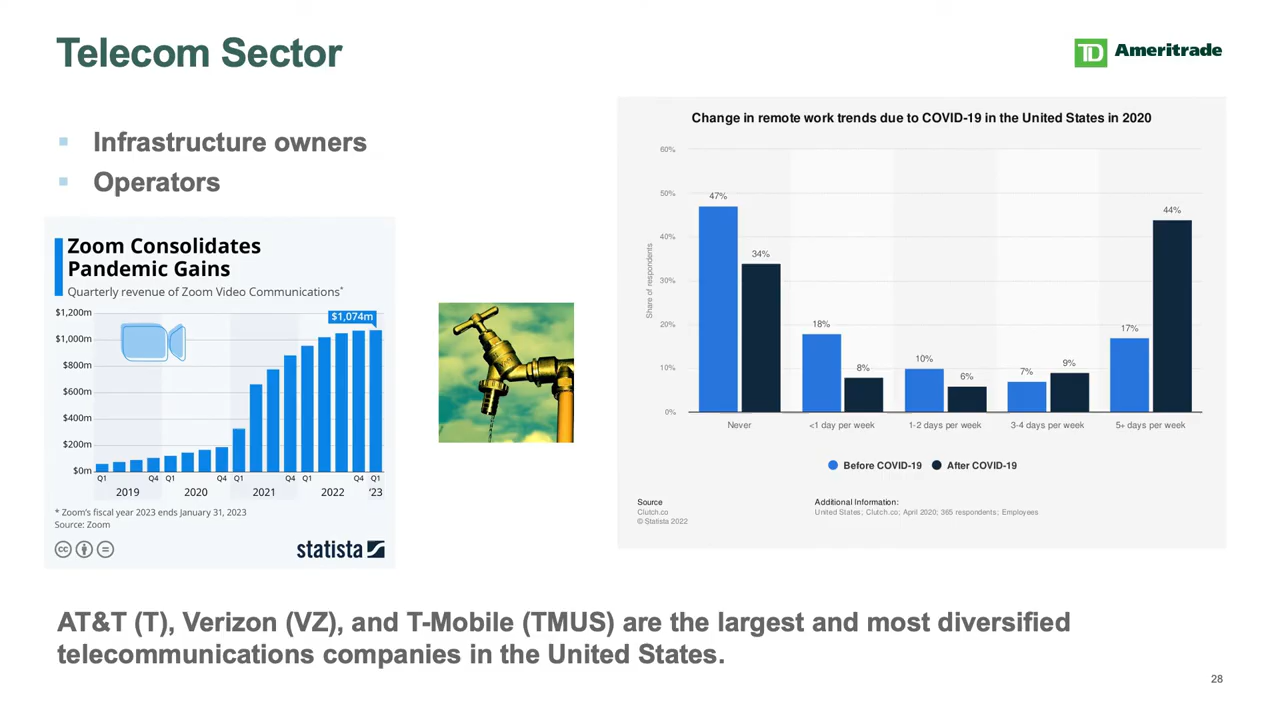 Telecom Sector
TD Ameritrade
Infrastructure owners
Operators
Zoom Consolidates
Pandemic Gains
Quarterly revenue of Zoom Video Communications*
$1,200m
$1,000m
$800m
$600m
$400m
$200m
$0m
$1,074m
Q1 Q4 Q1 Q4 Q1 Q4 Q1 Q4 Q1
2019 2020 2021 2022 '23
* Zoom's fiscal year 2023 ends January 31, 2023
Source: Zoom
cc
statista
Change in remote work trends due to COVID-19 in the United States in 2020
Share of respondents
60%
50%
40%
30%
20%
10%
0%
47%
34%
18%
8%
10%
6%
7%
9%
17%
44%
Never <1 day per week 1-2 days per week 3-4 days per week 5+ days per week
Before COVID-19 After COVID-19
Source
Clutch.co
© Statista 2022
Additional Information:
United States; Clutch.co; April 2020; 365 respondents; Employees
AT&T (T), Verizon (VZ), and T-Mobile (TMUS) are the largest and most diversified
telecommunications companies in the United States.
28